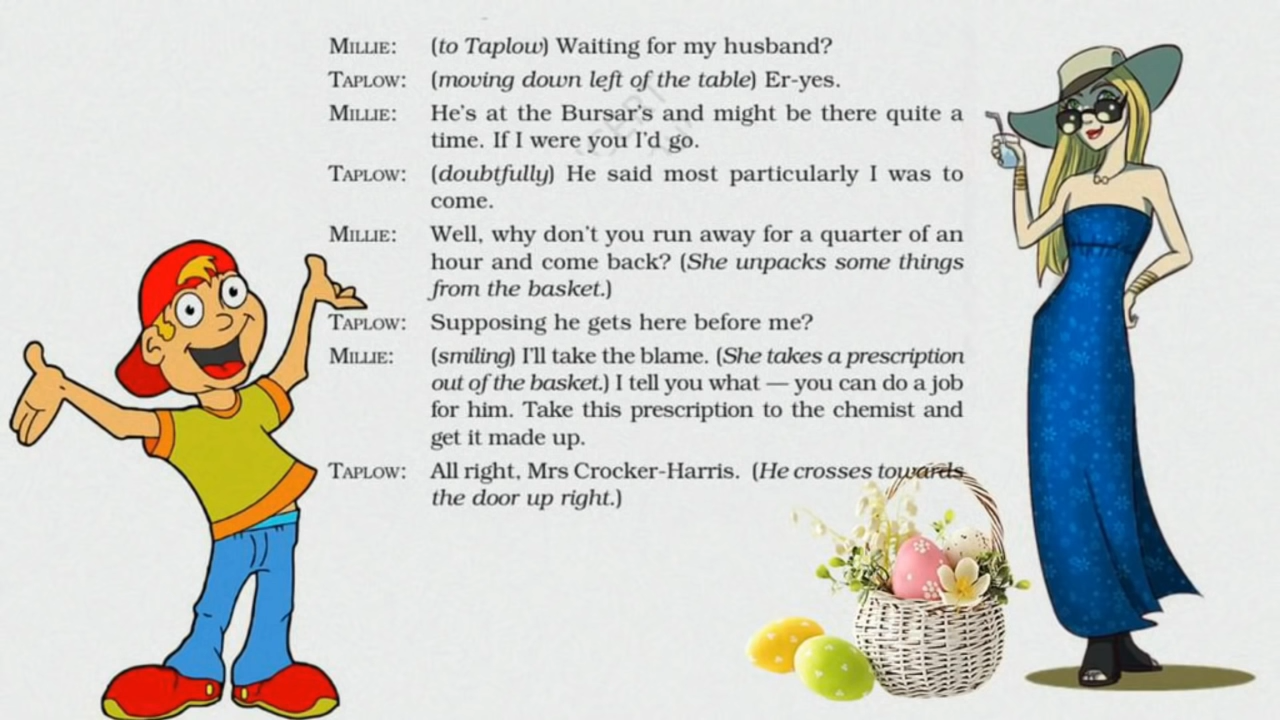 MILLIE: (to Taplow) Waiting for my husband?
TAPLOW: (moving down left of the table) Er-yes.
MILLIE: He's at the Bursar's and might be there quite a
time. If I were you I'd go.
TAPLOW: (doubtfully) He said most particularly I was to
come.
MILLIE: Well, why don't you run away for a quarter of an
hour and come back? (She unpacks some things
from the basket.)
TAPLOW: Supposing he gets here before me?
MILLIE: (smiling) I'll take the blame. (She takes a prescription
out of the basket.) I tell you what — you can do a job
for him. Take this prescription to the chemist and
get it made up.
TAPLOW: All right, Mrs Crocker-Harris. (He crosses towards
the door up right.)